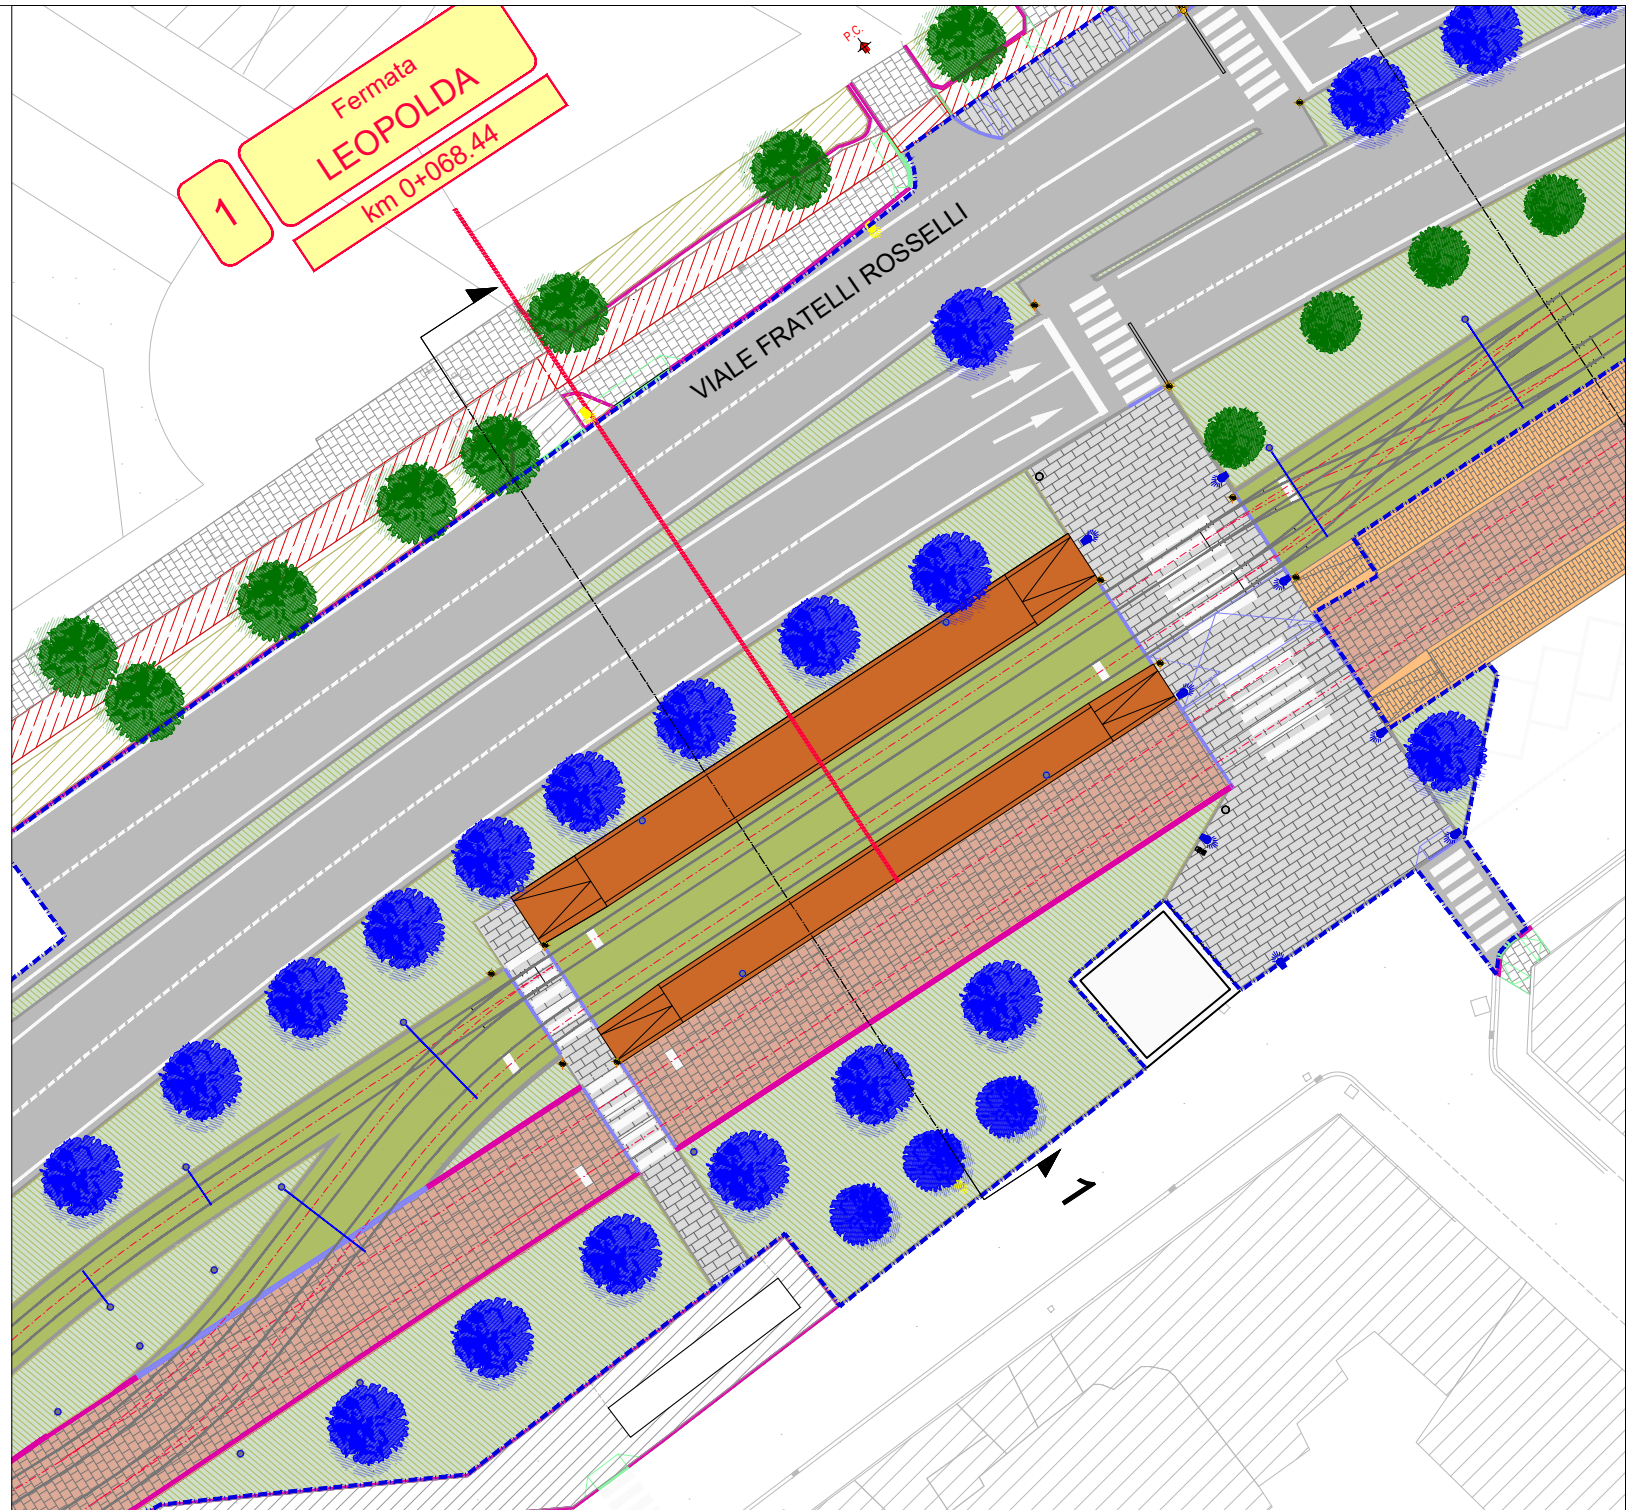 P.C.
Fermata
LEOPOLDA
1
km 0+068.44
VIALE FRATELLI ROSSELLI
1